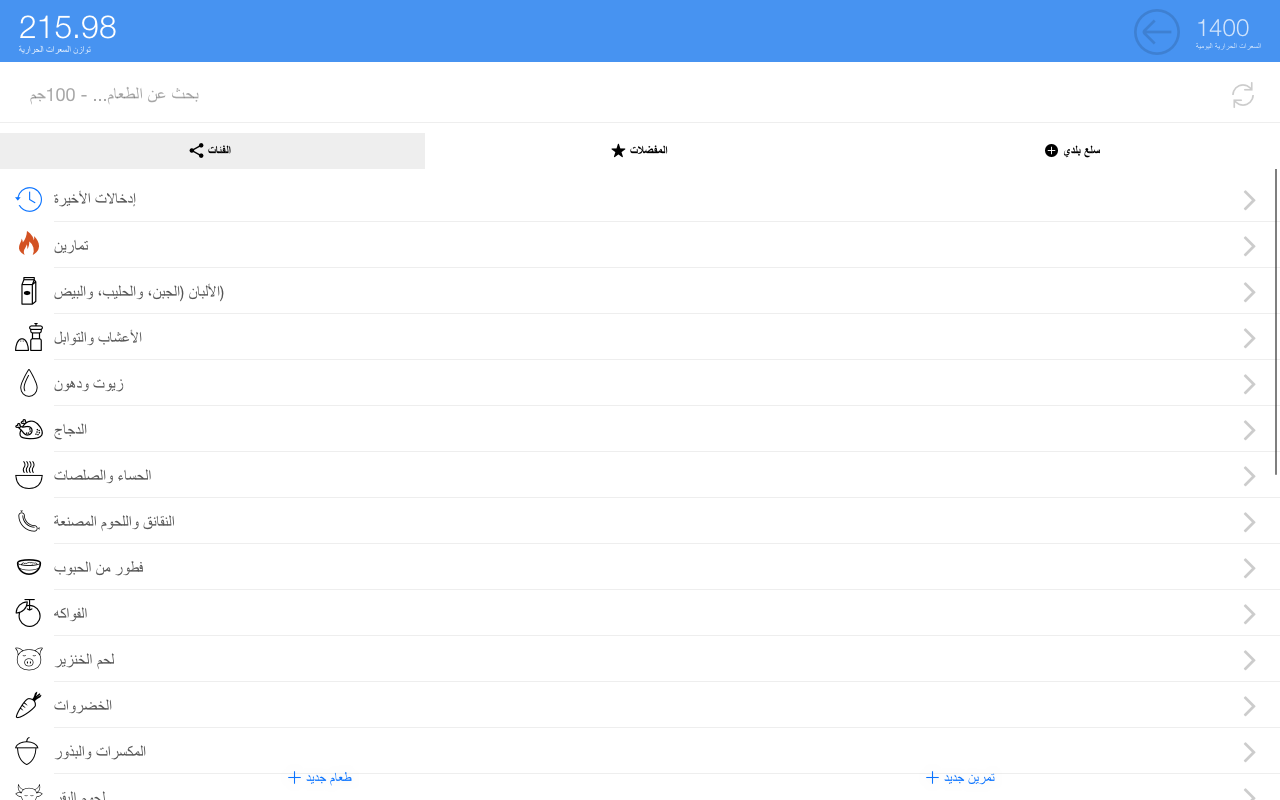 215.98
توازن السعرات الحرارية
1400
السعرات الحرارية اليومية
بحث عن الطعام... - 100جم
الفئات
المفضلات
سلع بلدي
إدخالات الأخيرة
تمارين
الألبان (الجبن، والحليب، والبيض)
الأعشاب والتوابل
زيوت ودهون
الدجاج
الحساء والصلصات
النقانق واللحوم المصنعة
فطور من الحبوب
الفواكه
لحم الخنزير
الخضروات
المكسرات والبذور
طعام جديد
تمرين جديد
لحوم البقر